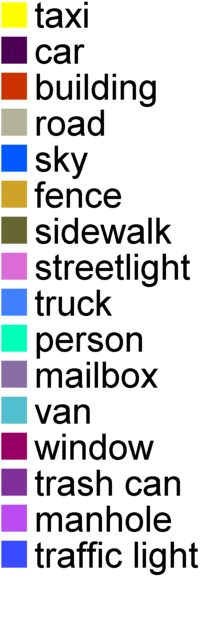 taxi
car
building
road
sky
fence
sidewalk
streetlight
truck
person
mailbox
van
window
trash can
manhole
traffic light